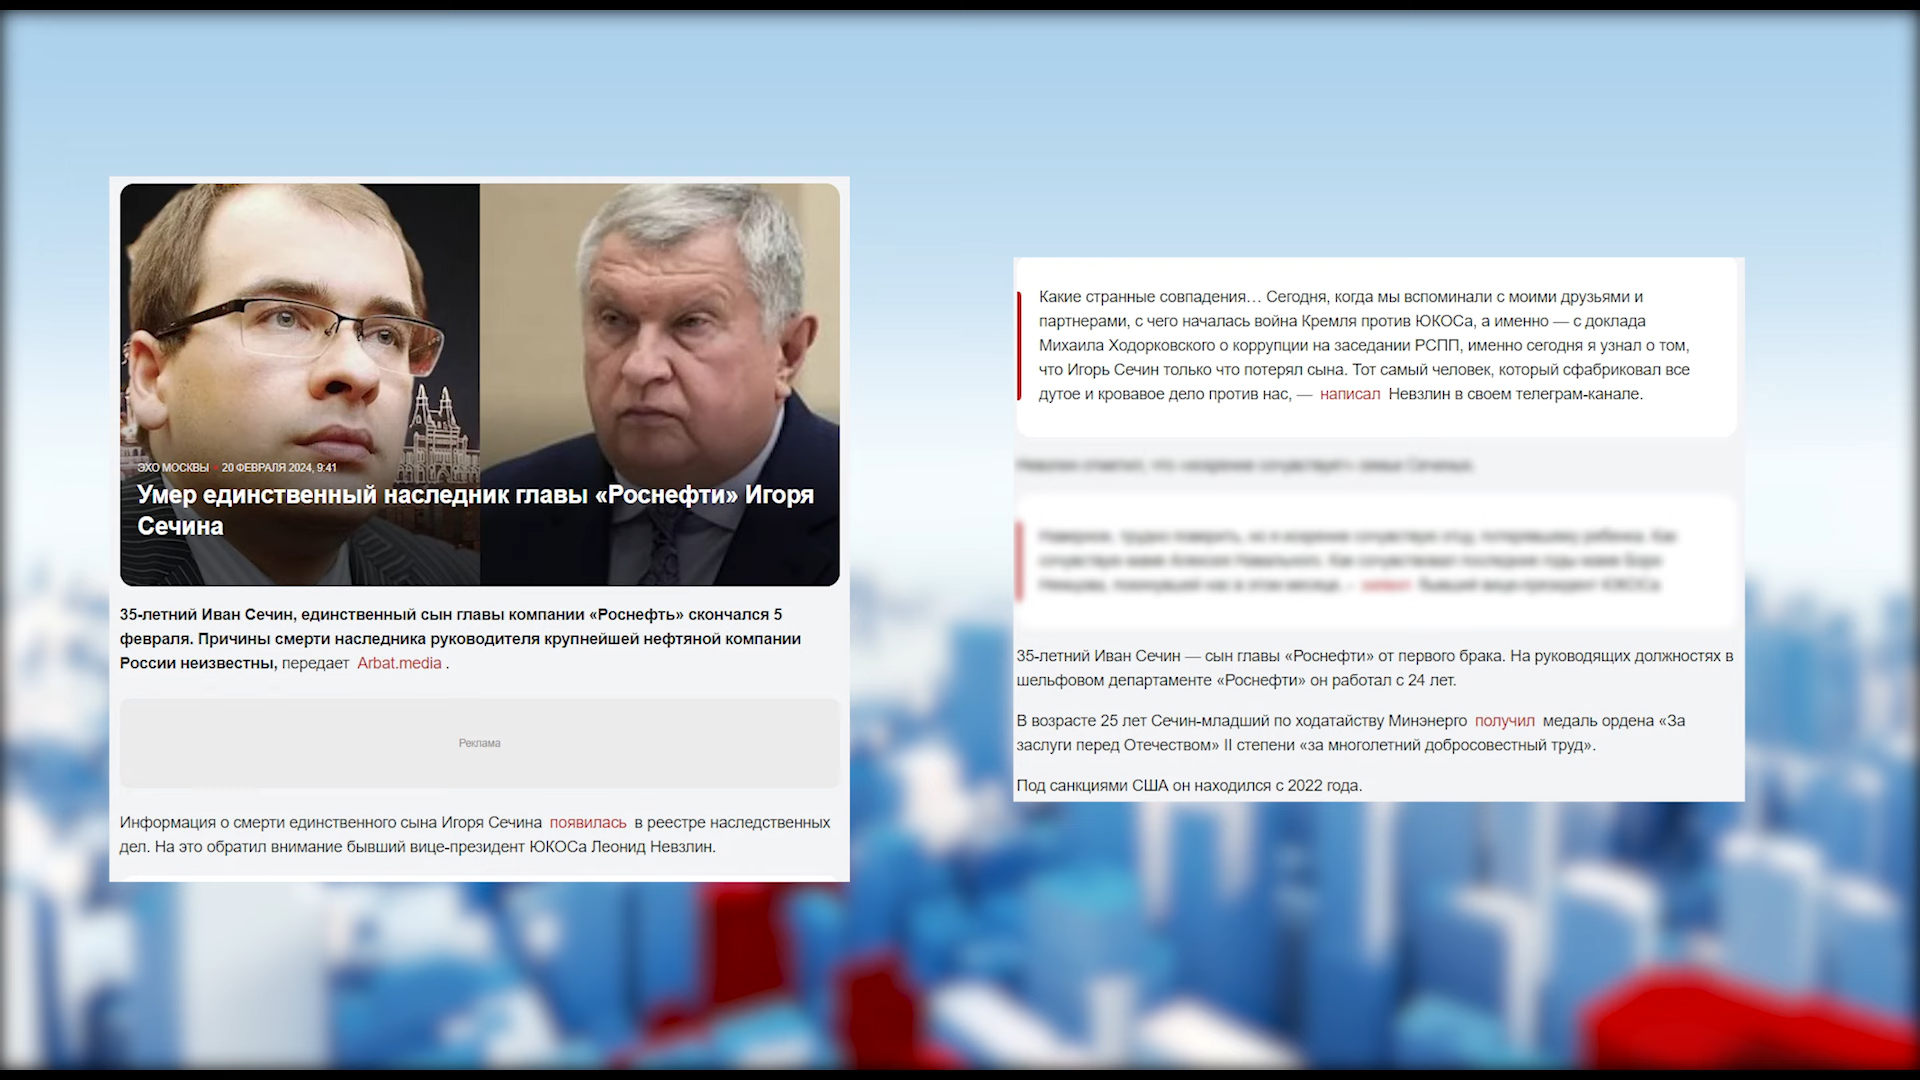 ЭХО МОСКВЫ • 20 ФЕВРАЛЯ 2024, 9:41
Умер единственный наследник главы «Роснефти» Игоря
Сечина
35-летний Иван Сечин, единственный сын главы компании «Роснефть» скончался 5
февраля. Причины смерти наследника руководителя крупнейшей нефтяной компании
России неизвестны, передает Arbat.media .
Реклама
Информация о смерти единственного сына Игоря Сечина появилась в реестре наследственных
дел. На это обратил внимание бывший вице-президент ЮКОСа Леонид Невзлин.
Какие странные совпадения… Сегодня, когда мы вспоминали с моими друзьями и
партнерами, с чего началась война Кремля против ЮКОСа, а именно — с доклада
Михаила Ходорковского о коррупции на заседании РСПП, именно сегодня я узнал о том,
что Игорь Сечин только что потерял сына. Тот самый человек, который сфабриковал все
дутое и кровавое дело против нас, — написал Невзлин в своем телеграм-канале.
35-летний Иван Сечин — сын главы «Роснефти» от первого брака. На руководящих должностях в
шельфовом департаменте «Роснефти» он работал с 24 лет.
В возрасте 25 лет Сечин-младший по ходатайству Минэнерго получил медаль ордена «За
заслуги перед Отечеством» II степени «за многолетний добросовестный труд».
Под санкциями США он находился с 2022 года.